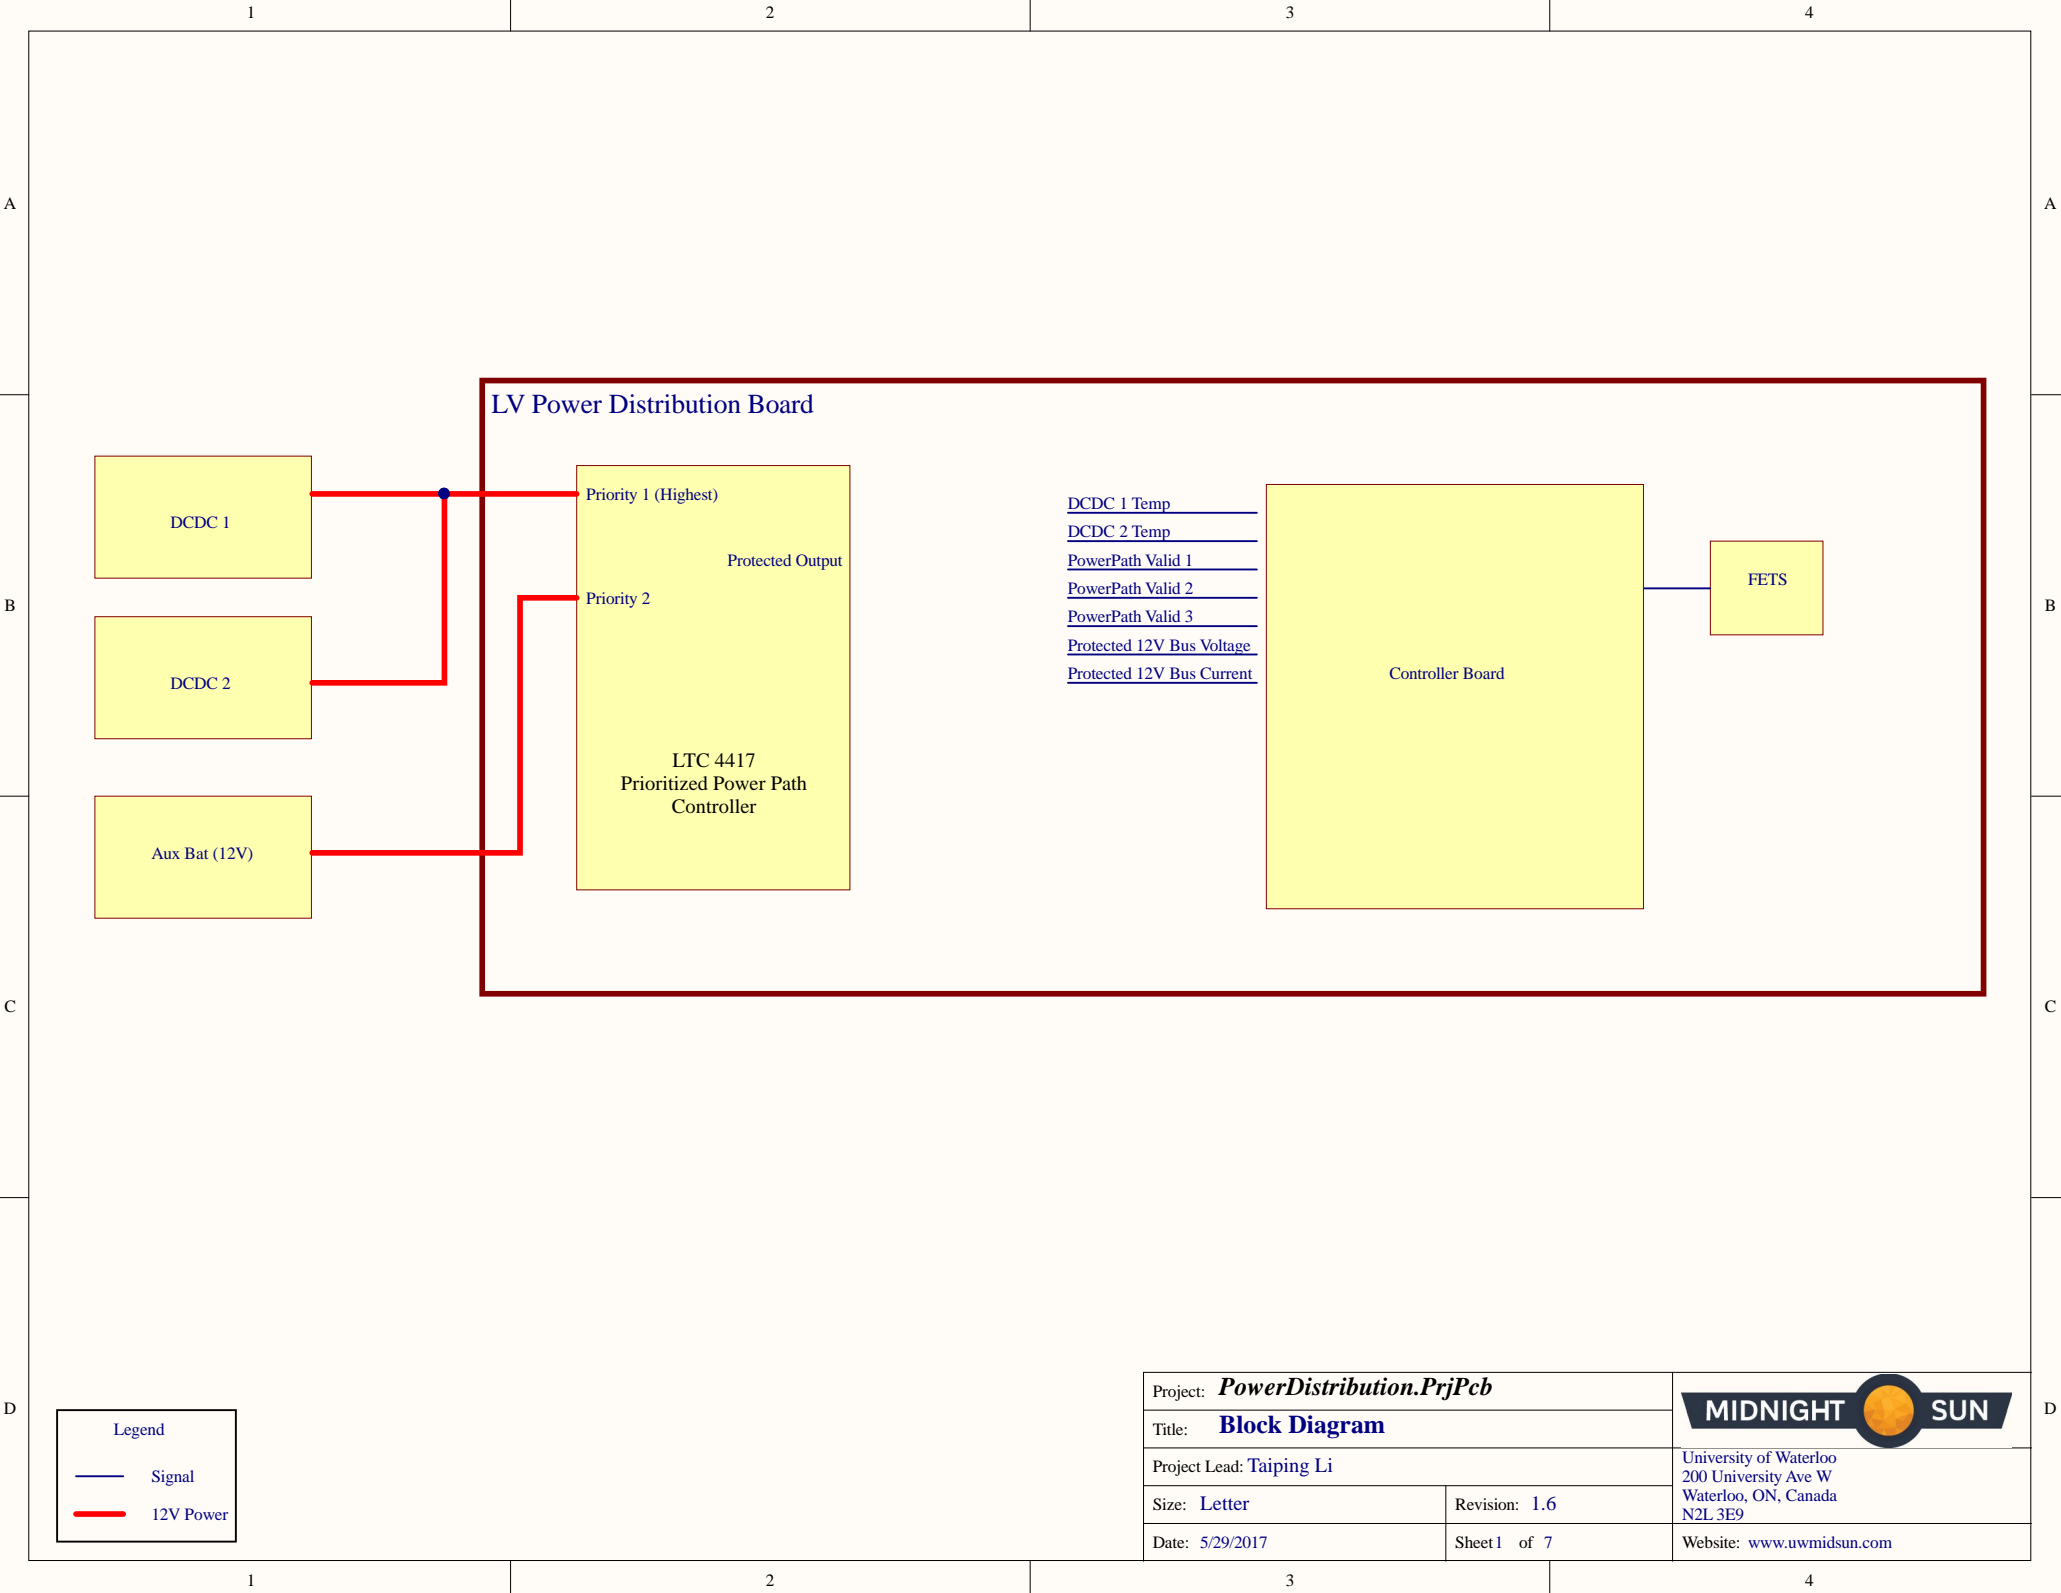 1 2 3 4
A A
LV Power Distribution Board
DCDC 1
Priority 1 (Highest)
DCDC 1 Temp
DCDC 2 Temp
Protected Output
PowerPath Valid 1
FETS
PowerPath Valid 2
B B
Priority 2
PowerPath Valid 3
Protected 12V Bus Voltage
Protected 12V Bus Current
Controller Board
DCDC 2
LTC 4417
Prioritized Power Path
Controller
Aux Bat (12V)
C C
D D
Legend
Signal
12V Power
Project: PowerDistribution.PrjPcb
Title: Block Diagram
Project Lead: Taiping Li
Size: Letter
Revision: 1.6
Date: 5/29/2017
Sheet 1 of 7
MIDNIGHT SUN
University of Waterloo
200 University Ave W
Waterloo, ON, Canada
N2L 3E9
Website: www.uwmidsun.com
1 2 3 4